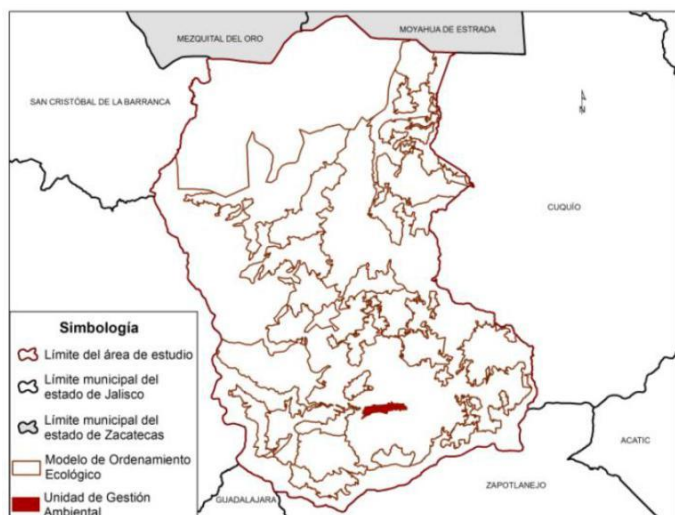 MEZQUITAL DEL ORO
MOYAHUA DE ESTRADA
SAN CRISTÓBAL DE LA BARRANCA
N
CUQUÍO
Simbología
Límite del área de estudio
Límite municipal del
estado de Jalisco
Límite municipal del
estado de Zacatecas
Modelo de Ordenamiento
Ecológico
Unidad de Gestión
Ambiental
GUADALAJARA
ZAPOTLANEJO
ACATIC